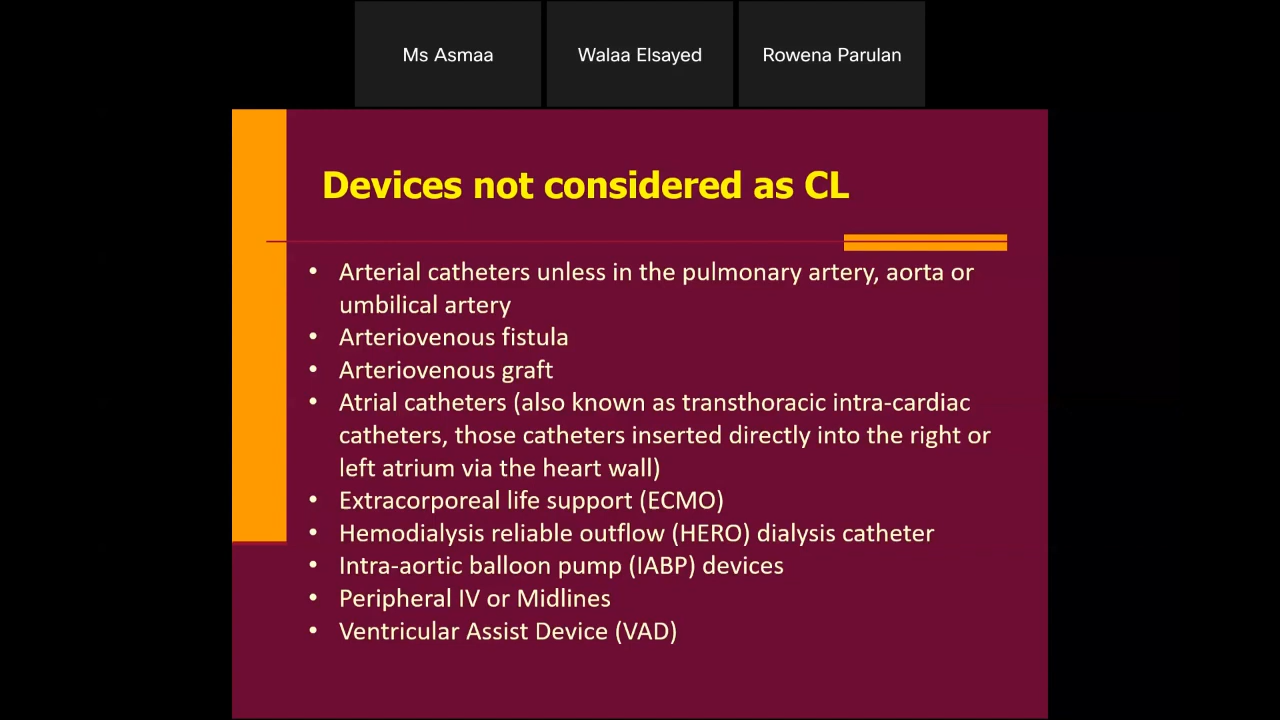 Ms Asmaa
Walaa Elsayed
Rowena Parulan
Devices not considered as CL
• Arterial catheters unless in the pulmonary artery, aorta or
umbilical artery
• Arteriovenous fistula
• Arteriovenous graft
• Atrial catheters (also known as transthoracic intra-cardiac
catheters, those catheters inserted directly into the right or
left atrium via the heart wall)
• Extracorporeal life support (ECMO)
• Hemodialysis reliable outflow (HERO) dialysis catheter
• Intra-aortic balloon pump (IABP) devices
• Peripheral IV or Midlines
• Ventricular Assist Device (VAD)